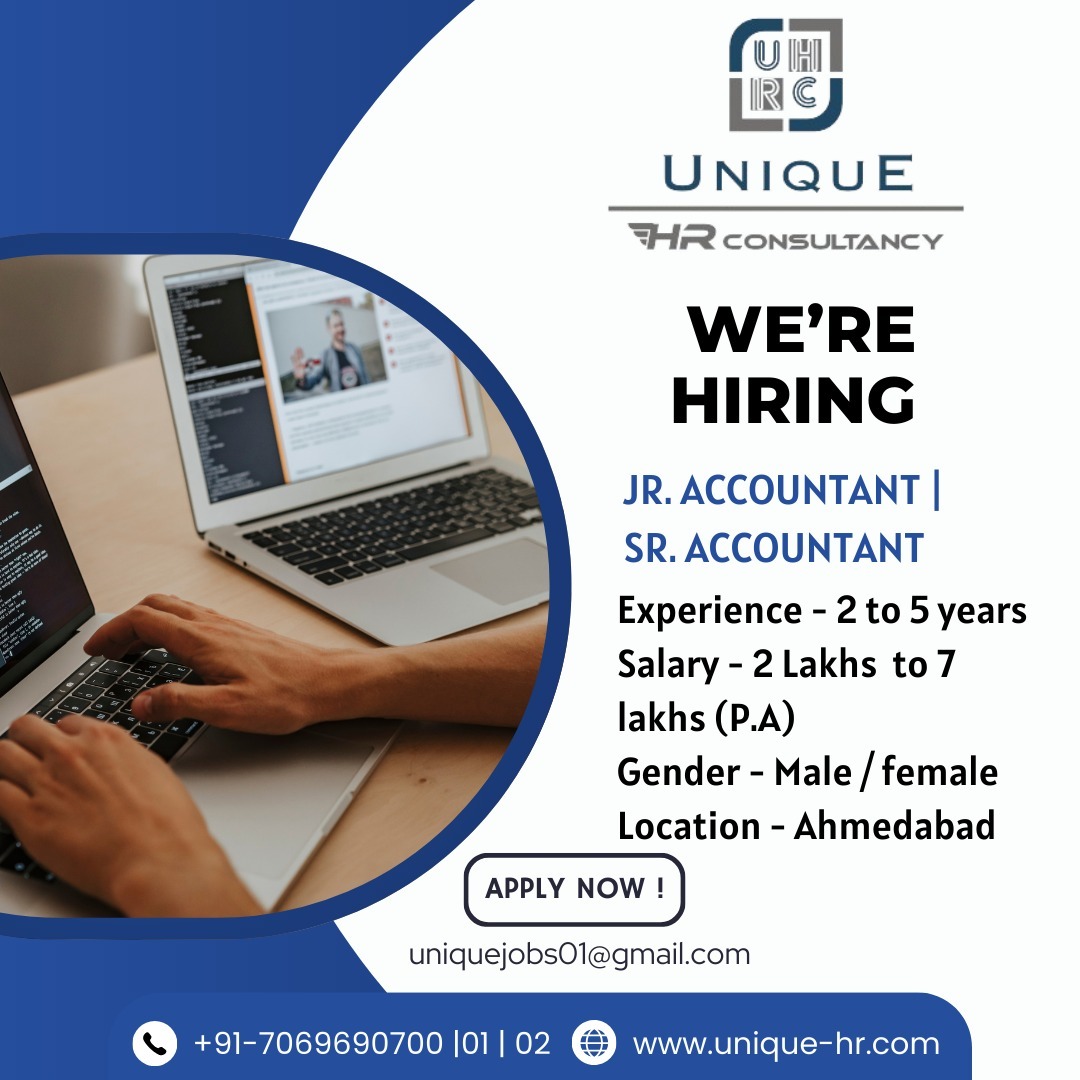 UH
RC
UNIQUE
HR CONSULTANCY
WE’RE
HIRING
JR. ACCOUNTANT |
SR. ACCOUNTANT
Experience - 2 to 5 years
Salary - 2 Lakhs to 7
lakhs (P.A)
Gender - Male / female
Location - Ahmedabad
APPLY NOW !
uniquejobs01@gmail.com
+91-7069690700 |01 | 02
www.unique-hr.com